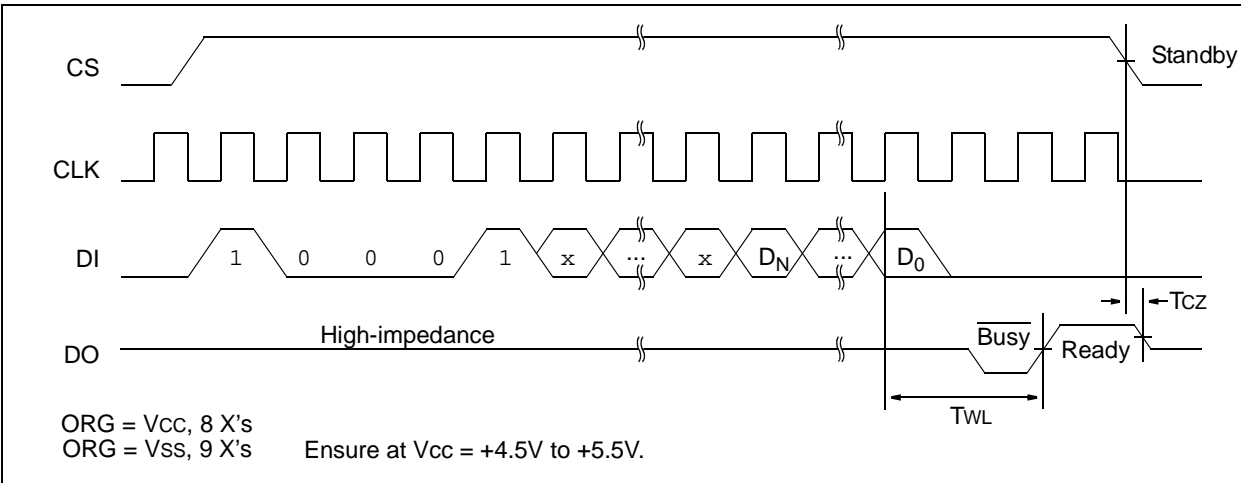 CS
Standby
CLK
DI
1 0 0 0 1 x ... x DN ... D0
TCZ
DO
High-impedance
Busy
Ready
TWL
ORG = VCC, 8 X's
ORG = VSS, 9 X's
Ensure at Vcc = +4.5V to +5.5V.